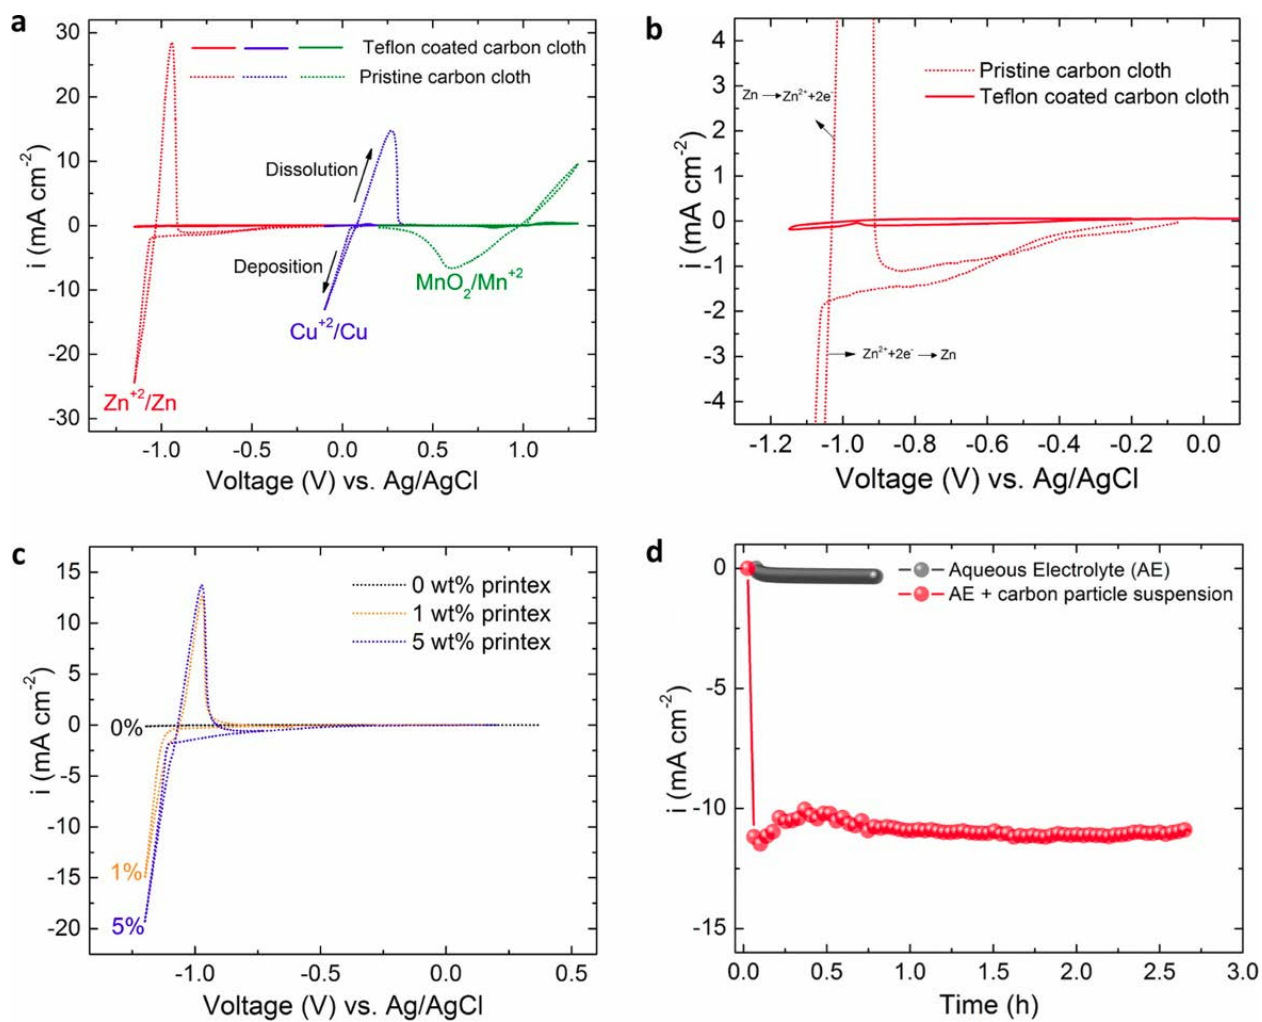 a
30
20
10
0
-10
-20
-30
i (mA cm⁻²)
Teflon coated carbon cloth
Pristine carbon cloth
Dissolution
Deposition
MnO₂/Mn⁺²
Cu⁺²/Cu
Zn⁺²/Zn
-1.0 -0.5 0.0 0.5 1.0
Voltage (V) vs. Ag/AgCl
b
4
3
2
1
0
-1
-2
-3
-4
i (mA cm⁻²)
Pristine carbon cloth
Teflon coated carbon cloth
Zn → Zn²⁺+2e⁻
Zn²⁺+2e⁻ → Zn
-1.2 -1.0 -0.8 -0.6 -0.4 -0.2 0.0
Voltage (V) vs. Ag/AgCl
c
15
10
5
0
-5
-10
-15
-20
i (mA cm⁻²)
0 wt% printex
1 wt% printex
5 wt% printex
0%
1%
5%
-1.0 -0.5 0.0 0.5
Voltage (V) vs. Ag/AgCl
d
0
-5
-10
-15
i (mA cm⁻²)
Aqueous Electrolyte (AE)
AE + carbon particle suspension
0.0 0.5 1.0 1.5 2.0 2.5 3.0
Time (h)